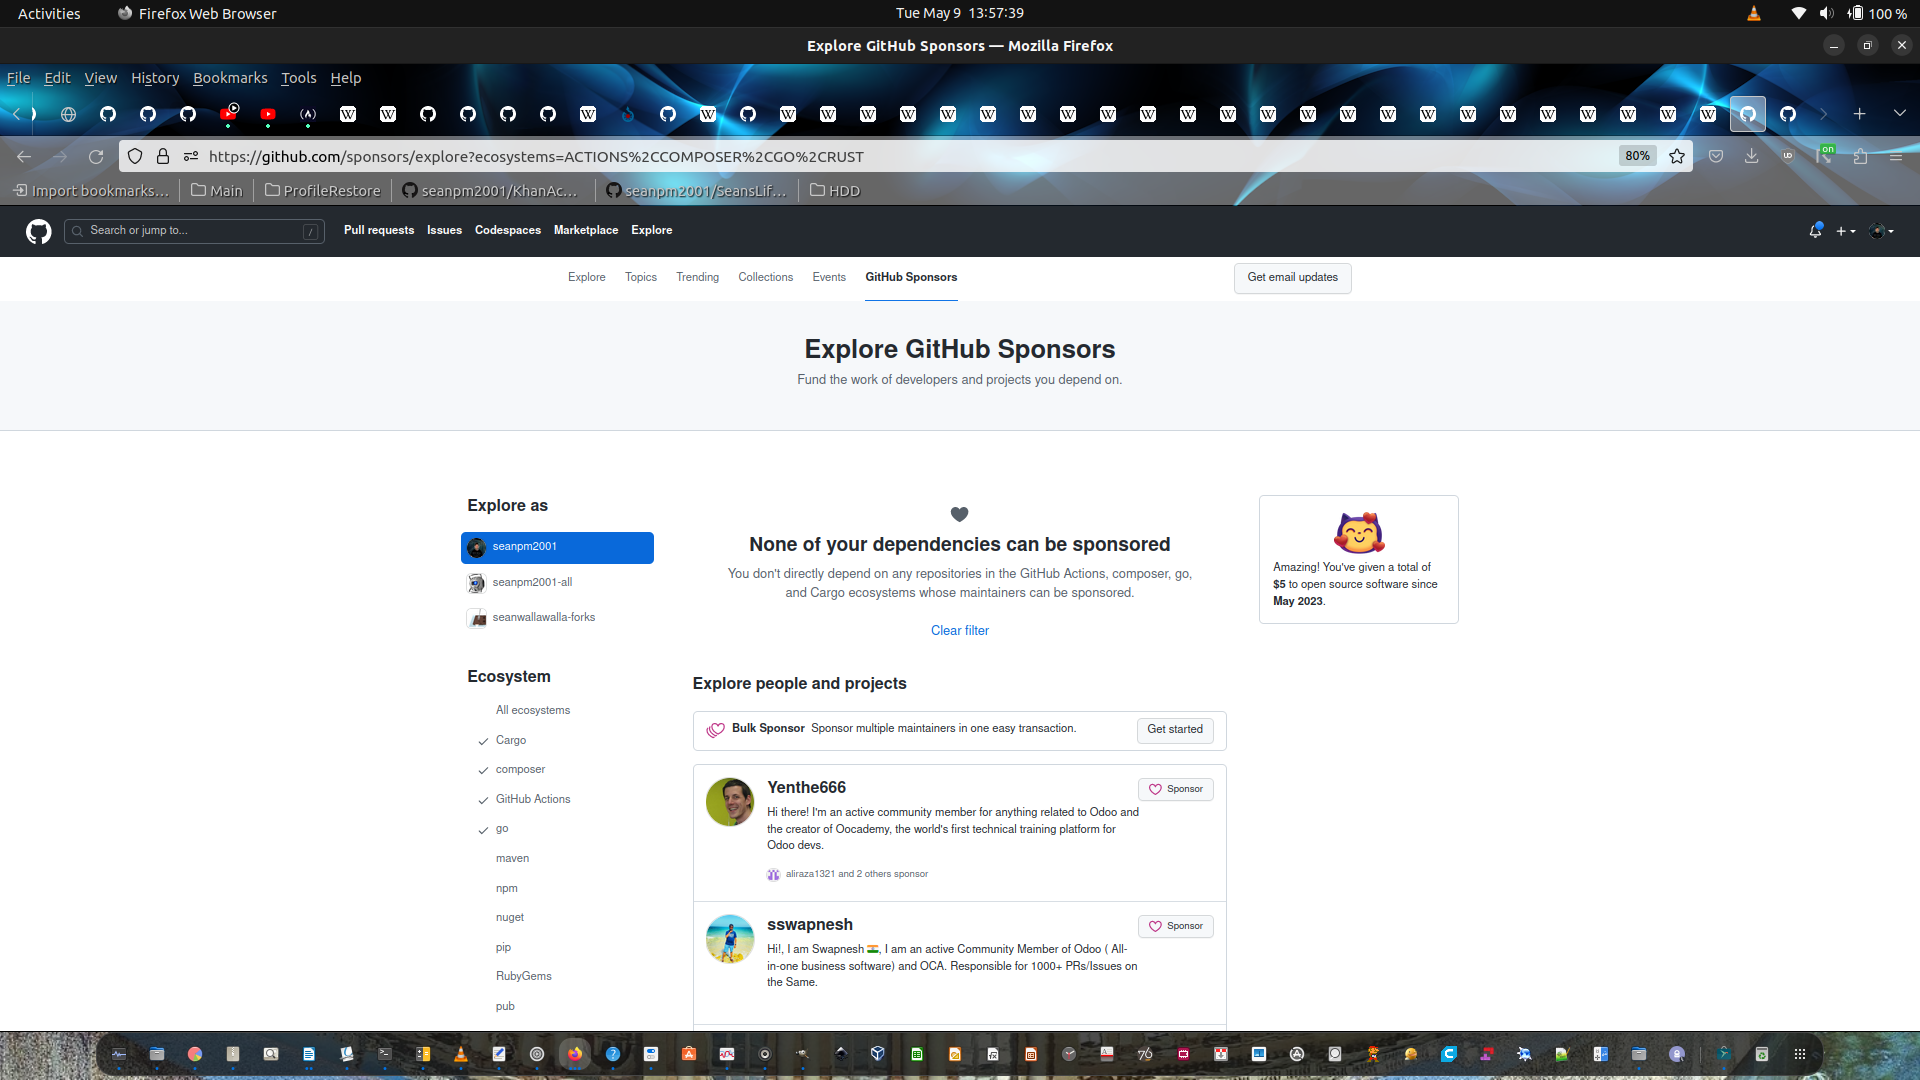 Activities
Firefox Web Browser
Tue May 9 13:57:39
100 %
Explore GitHub Sponsors — Mozilla Firefox
File Edit View History Bookmarks Tools Help
https://github.com/sponsors/explore?ecosystems=ACTIONS%2CCOMPOSER%2CGO%2CRUST
80%
on
Import bookmarks...
Main
ProfileRestore
seanpm2001/KhanAc...
seanpm2001/SeansLif...
HDD
Search or jump to...
/
Pull requests
Issues
Codespaces
Marketplace
Explore
Explore
Topics
Trending
Collections
Events
GitHub Sponsors
Get email updates
Explore GitHub Sponsors
Fund the work of developers and projects you depend on.
Explore as
seanpm2001
seanpm2001-all
seanwallawalla-forks
Ecosystem
All ecosystems
Cargo
composer
GitHub Actions
go
maven
npm
nuget
pip
RubyGems
pub
None of your dependencies can be sponsored
You don't directly depend on any repositories in the GitHub Actions, composer, go,
and Cargo ecosystems whose maintainers can be sponsored.
Clear filter
Explore people and projects
Bulk Sponsor Sponsor multiple maintainers in one easy transaction.
Get started
Yenthe666
Sponsor
Hi there! I'm an active community member for anything related to Odoo and
the creator of Oocademy, the world's first technical training platform for
Odoo devs.
aliraza1321 and 2 others sponsor
sswapnesh
Sponsor
Hi!, I am Swapnesh 🇮🇳, I am an active Community Member of Odoo ( All-
in-one business software) and OCA. Responsible for 1000+ PRs/Issues on
the Same.
Amazing! You've given a total of
$5 to open source software since
May 2023.